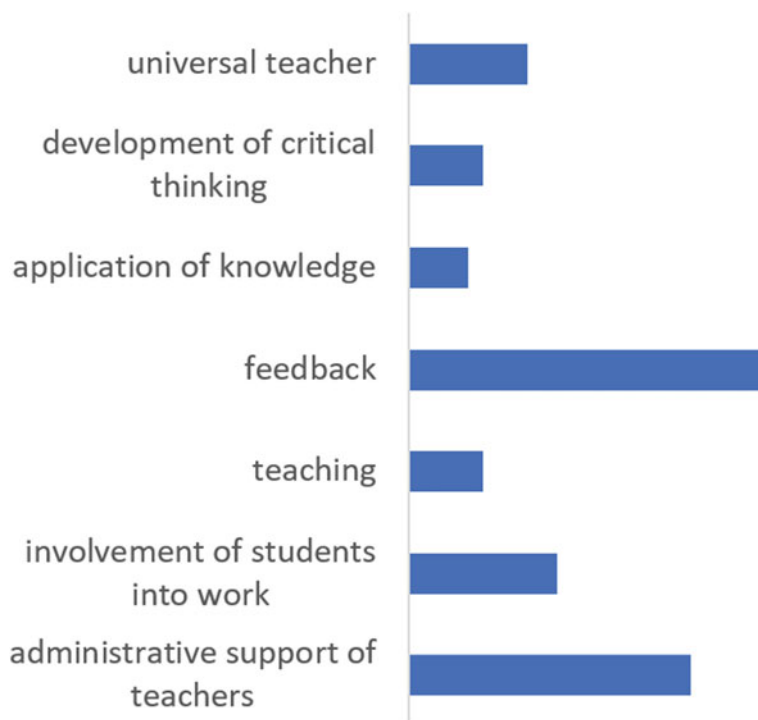 universal teacher
development of critical
thinking
application of knowledge
feedback
teaching
involvement of students
into work
administrative support of
teachers